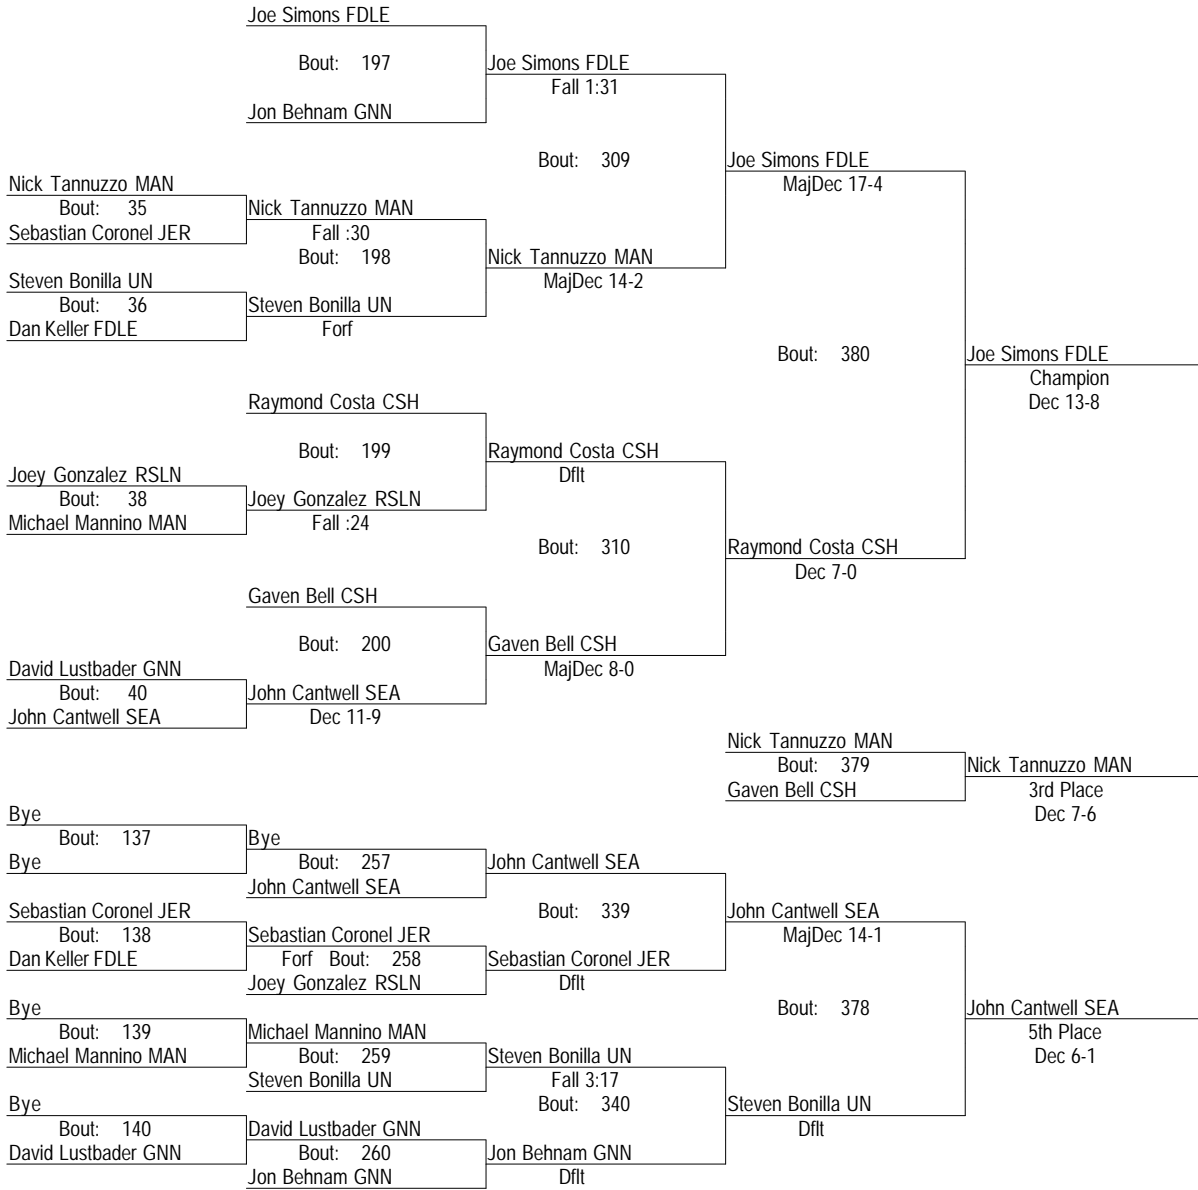 Joe Simons FDLE
Bout: 197
Joe Simons FDLE
Fall 1:31
Jon Behnam GNN
Bout: 309
Joe Simons FDLE
MajDec 17-4
Nick Tannuzzo MAN
Bout: 35
Nick Tannuzzo MAN
Sebastian Coronel JER
Fall :30
Bout: 198
Nick Tannuzzo MAN
MajDec 14-2
Steven Bonilla UN
Bout: 36
Steven Bonilla UN
Dan Keller FDLE
Forf
Bout: 380
Joe Simons FDLE
Champion
Dec 13-8
Raymond Costa CSH
Bout: 199
Raymond Costa CSH
Dflt
Joey Gonzalez RSLN
Bout: 38
Joey Gonzalez RSLN
Michael Mannino MAN
Fall :24
Bout: 310
Raymond Costa CSH
Dec 7-0
Gaven Bell CSH
Bout: 200
Gaven Bell CSH
MajDec 8-0
David Lustbader GNN
Bout: 40
John Cantwell SEA
John Cantwell SEA
Dec 11-9
Nick Tannuzzo MAN
Bout: 379
Nick Tannuzzo MAN
Gaven Bell CSH
3rd Place
Dec 7-6
Bye
Bout: 137
Bye
Bye
Bout: 257
John Cantwell SEA
John Cantwell SEA
Sebastian Coronel JER
Bout: 339
John Cantwell SEA
MajDec 14-1
Bout: 138
Sebastian Coronel JER
Dan Keller FDLE
Forf Bout: 258
Sebastian Coronel JER
Joey Gonzalez RSLN
Dflt
Bye
Bout: 378
John Cantwell SEA
5th Place
Dec 6-1
Bout: 139
Michael Mannino MAN
Michael Mannino MAN
Bout: 259
Steven Bonilla UN
Steven Bonilla UN
Fall 3:17
Bye
Bout: 340
Steven Bonilla UN
Dflt
Bout: 140
David Lustbader GNN
David Lustbader GNN
Bout: 260
Jon Behnam GNN
Jon Behnam GNN
Dflt